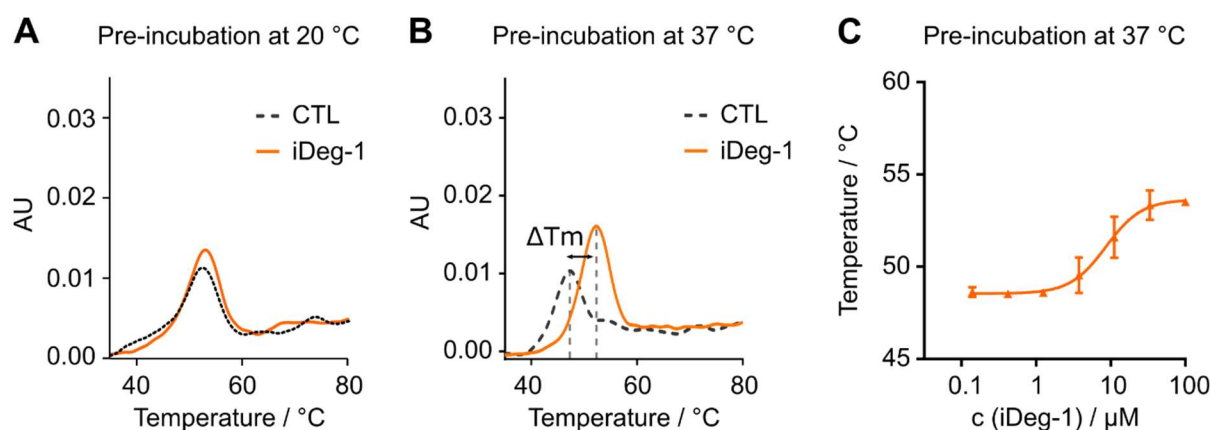 A Pre-incubation at 20 °C
0.03
0.02
0.01
0.00
AU
CTL
iDeg-1
40 60 80
Temperature / °C
B Pre-incubation at 37 °C
0.03
0.02
0.01
0.00
AU
CTL
iDeg-1
ΔTm
40 60 80
Temperature / °C
C Pre-incubation at 37 °C
60
55
50
45
Temperature / °C
0.1 1 10 100
c (iDeg-1) / μM